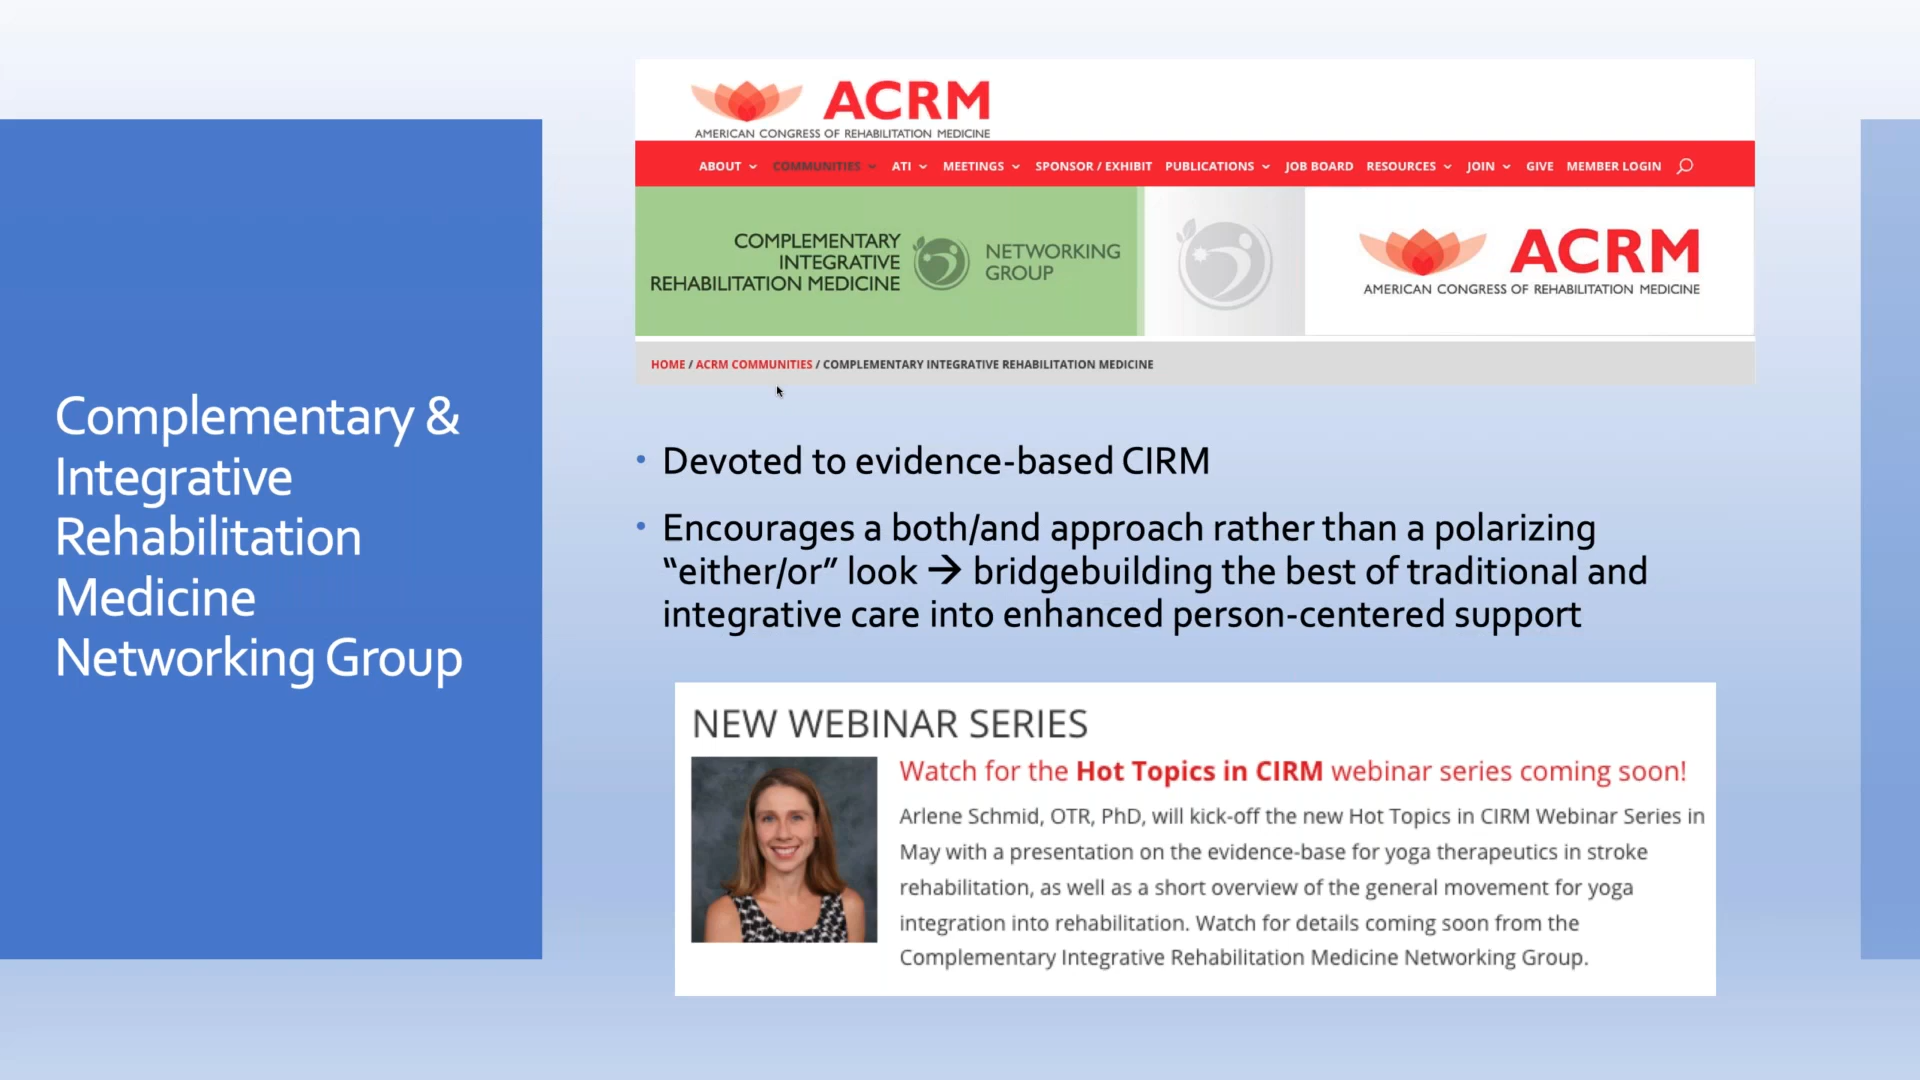 Complementary &
Integrative
Rehabilitation
Medicine
Networking Group
ACRM
AMERICAN CONGRESS OF REHABILITATION MEDICINE
ABOUT COMMUNITIES ATI MEETINGS SPONSOR / EXHIBIT PUBLICATIONS JOB BOARD RESOURCES JOIN GIVE MEMBER LOGIN
COMPLEMENTARY
INTEGRATIVE
REHABILITATION MEDICINE
NETWORKING
GROUP
ACRM
AMERICAN CONGRESS OF REHABILITATION MEDICINE
HOME / ACRM COMMUNITIES / COMPLEMENTARY INTEGRATIVE REHABILITATION MEDICINE
• Devoted to evidence-based CIRM
• Encourages a both/and approach rather than a polarizing
“either/or” look → bridgebuilding the best of traditional and
integrative care into enhanced person-centered support
NEW WEBINAR SERIES
Watch for the Hot Topics in CIRM webinar series coming soon!
Arlene Schmid, OTR, PhD, will kick-off the new Hot Topics in CIRM Webinar Series in
May with a presentation on the evidence-base for yoga therapeutics in stroke
rehabilitation, as well as a short overview of the general movement for yoga
integration into rehabilitation. Watch for details coming soon from the
Complementary Integrative Rehabilitation Medicine Networking Group.